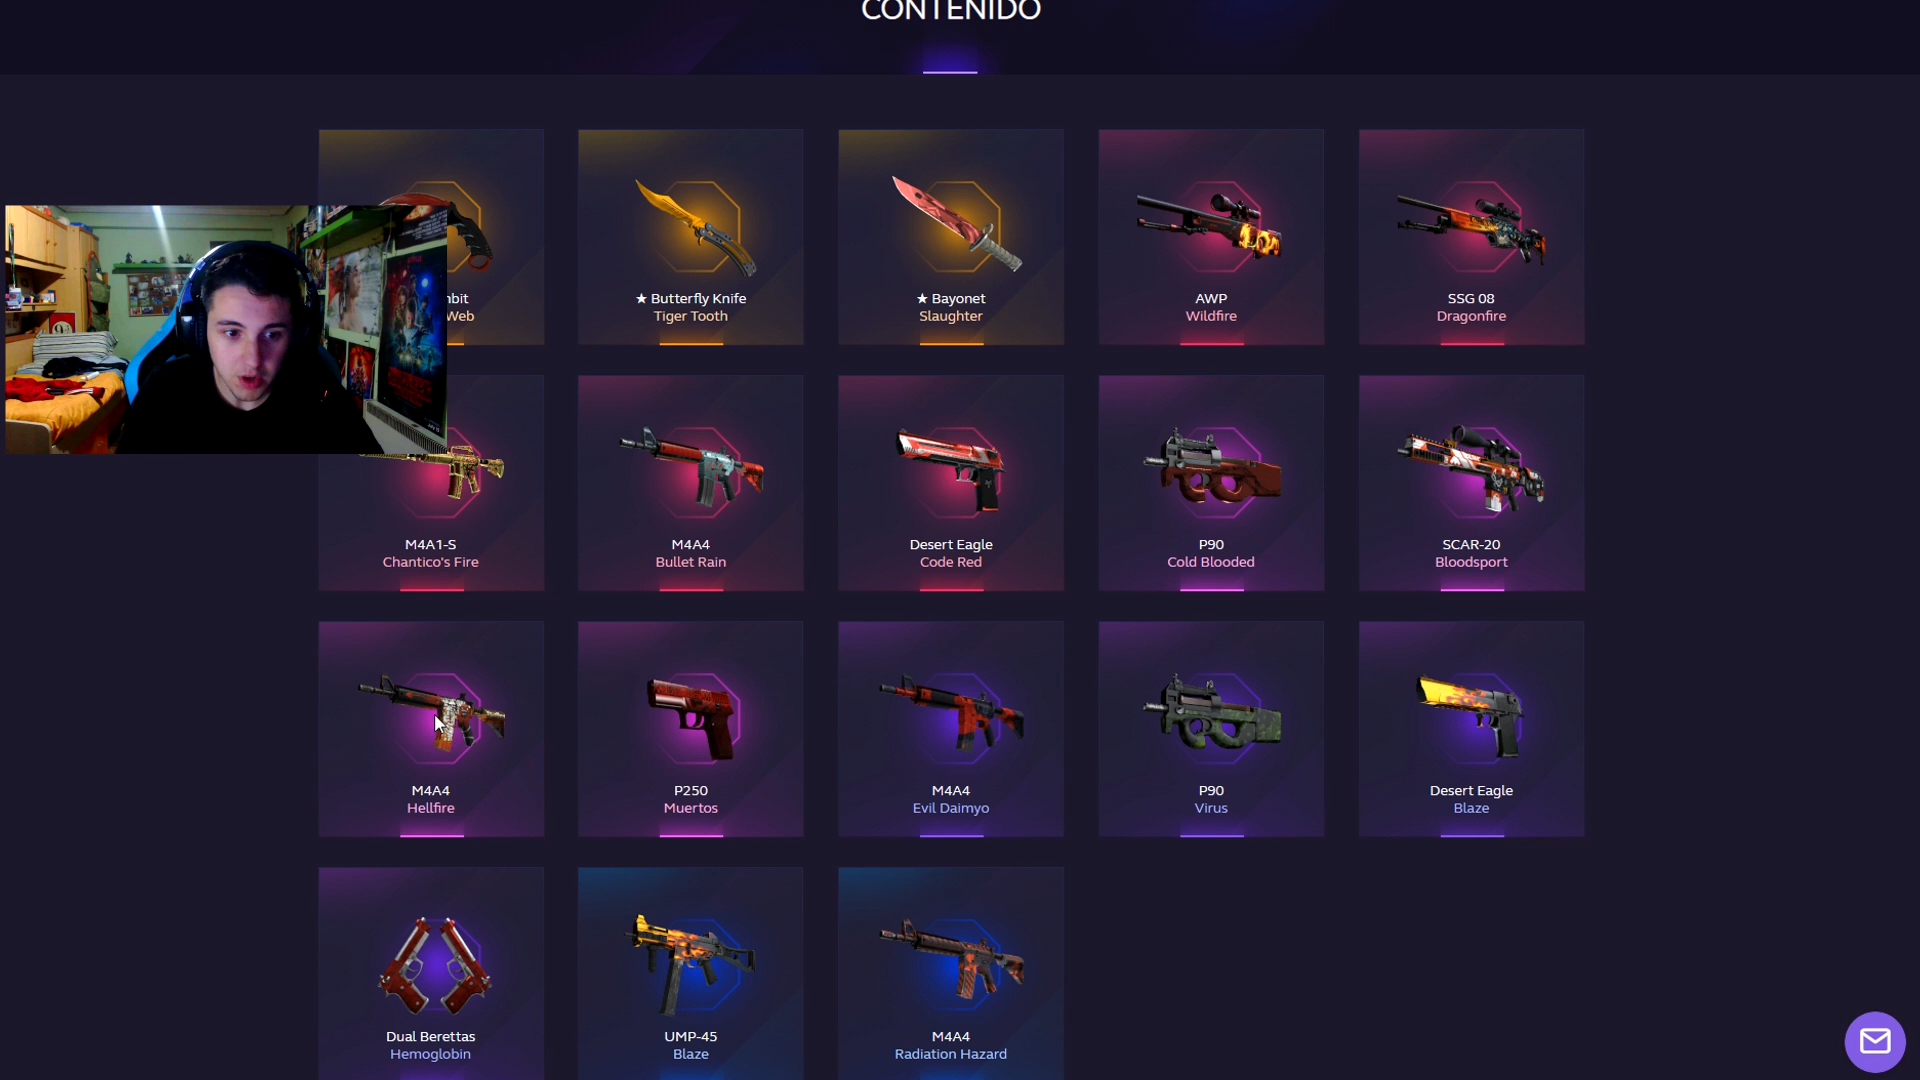 CONTENIDO
mbit
Web
★ Butterfly Knife
Tiger Tooth
★ Bayonet
Slaughter
AWP
Wildfire
SSG 08
Dragonfire
M4A1-S
Chantico's Fire
M4A4
Bullet Rain
Desert Eagle
Code Red
P90
Cold Blooded
SCAR-20
Bloodsport
M4A4
Hellfire
P250
Muertos
M4A4
Evil Daimyo
P90
Virus
Desert Eagle
Blaze
Dual Berettas
Hemoglobin
UMP-45
Blaze
M4A4
Radiation Hazard